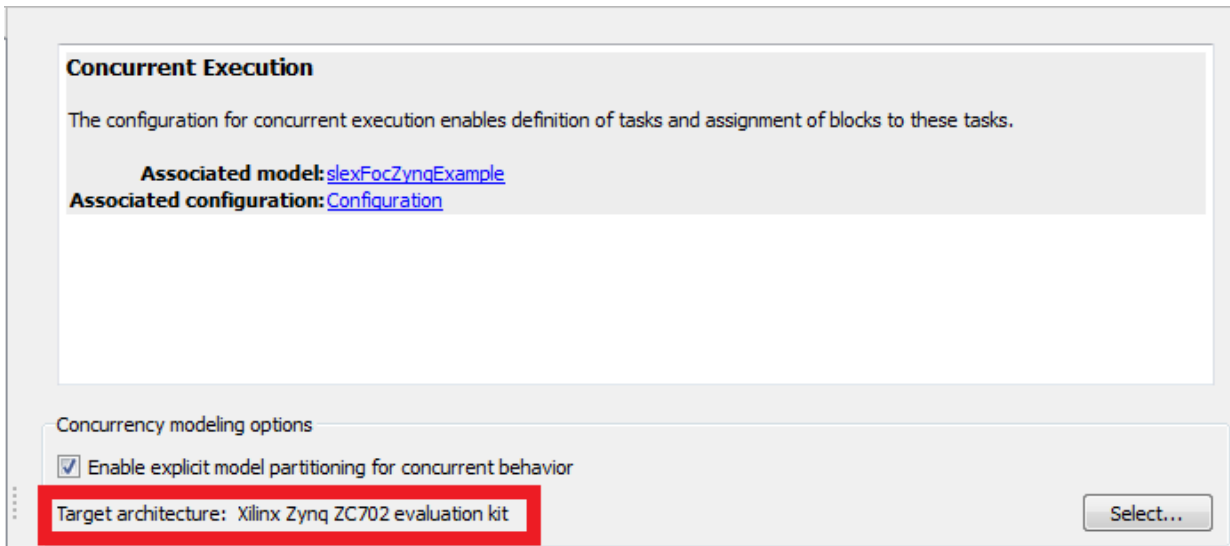 Concurrent Execution
The configuration for concurrent execution enables definition of tasks and assignment of blocks to these tasks.
Associated model: slexFocZynqExample
Associated configuration: Configuration
Concurrency modeling options
Enable explicit model partitioning for concurrent behavior
Target architecture: Xilinx Zynq ZC702 evaluation kit
Select...